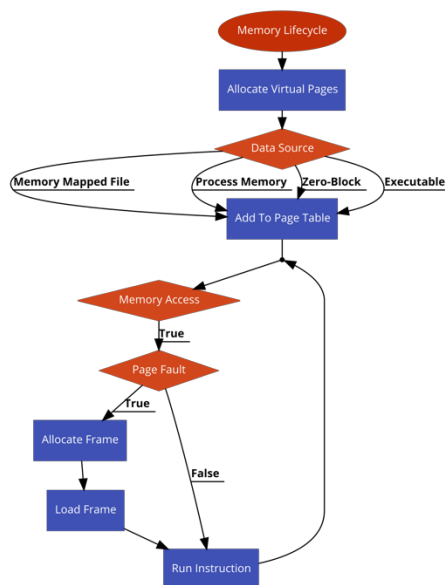 Memory Lifecycle
Allocate Virtual Pages
Data Source
Memory Mapped File
Process Memory
Zero-Block
Executable
Add To Page Table
Memory Access
True
Page Fault
True
Allocate Frame
False
Load Frame
Run Instruction